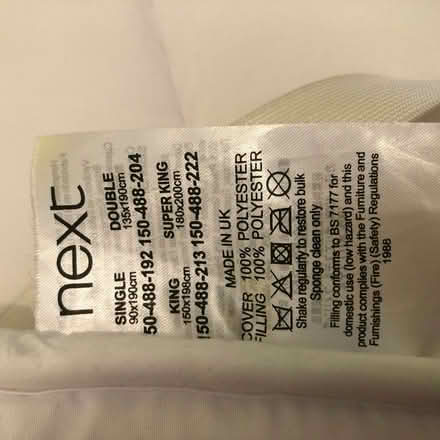 next
SINGLE DOUBLE
90x190cm 135x190cm
150-488-192 150-488-204
KING SUPER KING
150x198cm 180x200cm
150-488-213 150-488-222
MADE IN UK
COVER 100% POLYESTER
FILLING 100% POLYESTER
Shake regularly to restore bulk
Sponge clean only
Filling conforms to BS 7177 for
domestic use (low hazard) and this
product complies with the Furniture and
Furnishings (Fire) (Safety) Regulations
1988